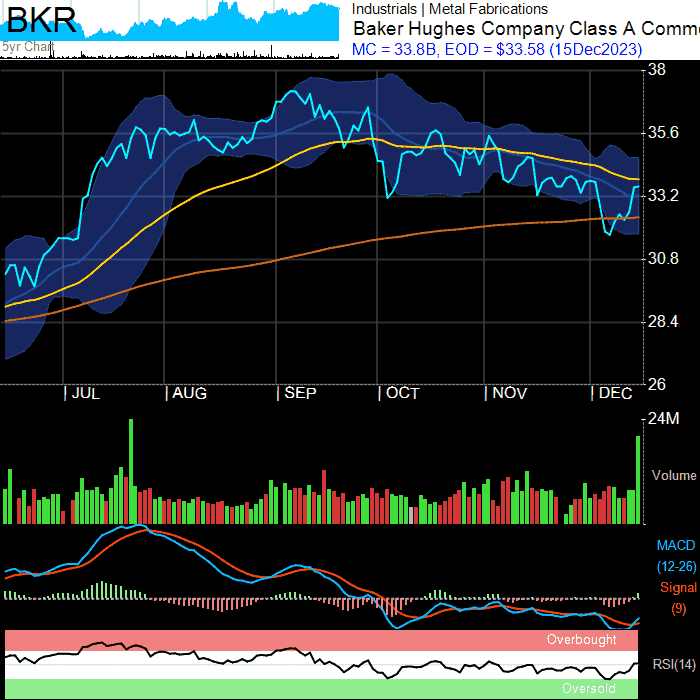 BKR
5yr Chart
Industrials | Metal Fabrications
Baker Hughes Company Class A Comm
MC = 33.8B, EOD = $33.58 (15Dec2023)
38
35.6
33.2
30.8
28.4
26
| JUL | AUG | SEP | OCT | NOV | DEC
24M
Volume
MACD
(12-26)
Signal
(9)
Overbought
RSI(14)
Oversold